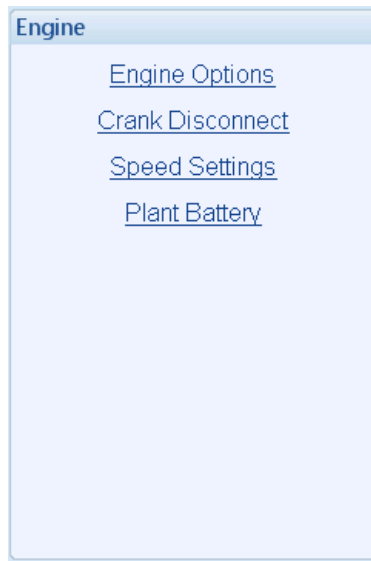 Engine
Engine Options
Crank Disconnect
Speed Settings
Plant Battery